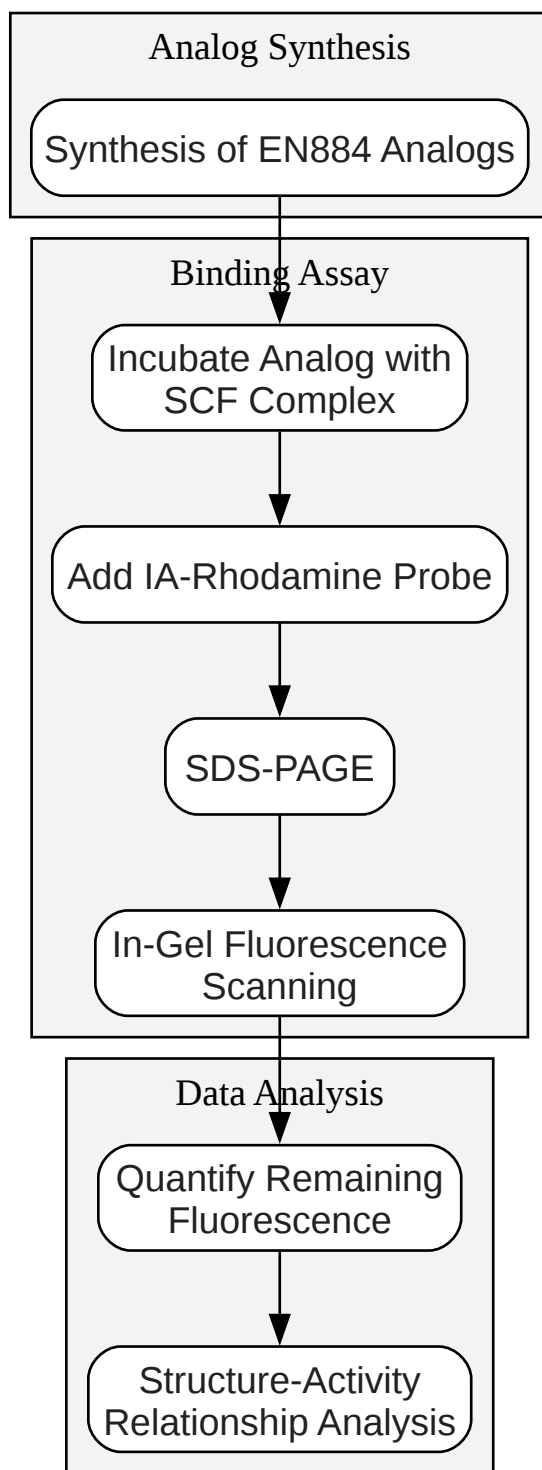 Analog Synthesis
Synthesis of EN884 Analogs
Binding Assay
Incubate Analog with
SCF Complex
Add IA-Rhodamine Probe
SDS-PAGE
In-Gel Fluorescence
Scanning
Data Analysis
Quantify Remaining
Fluorescence
Structure-Activity
Relationship Analysis